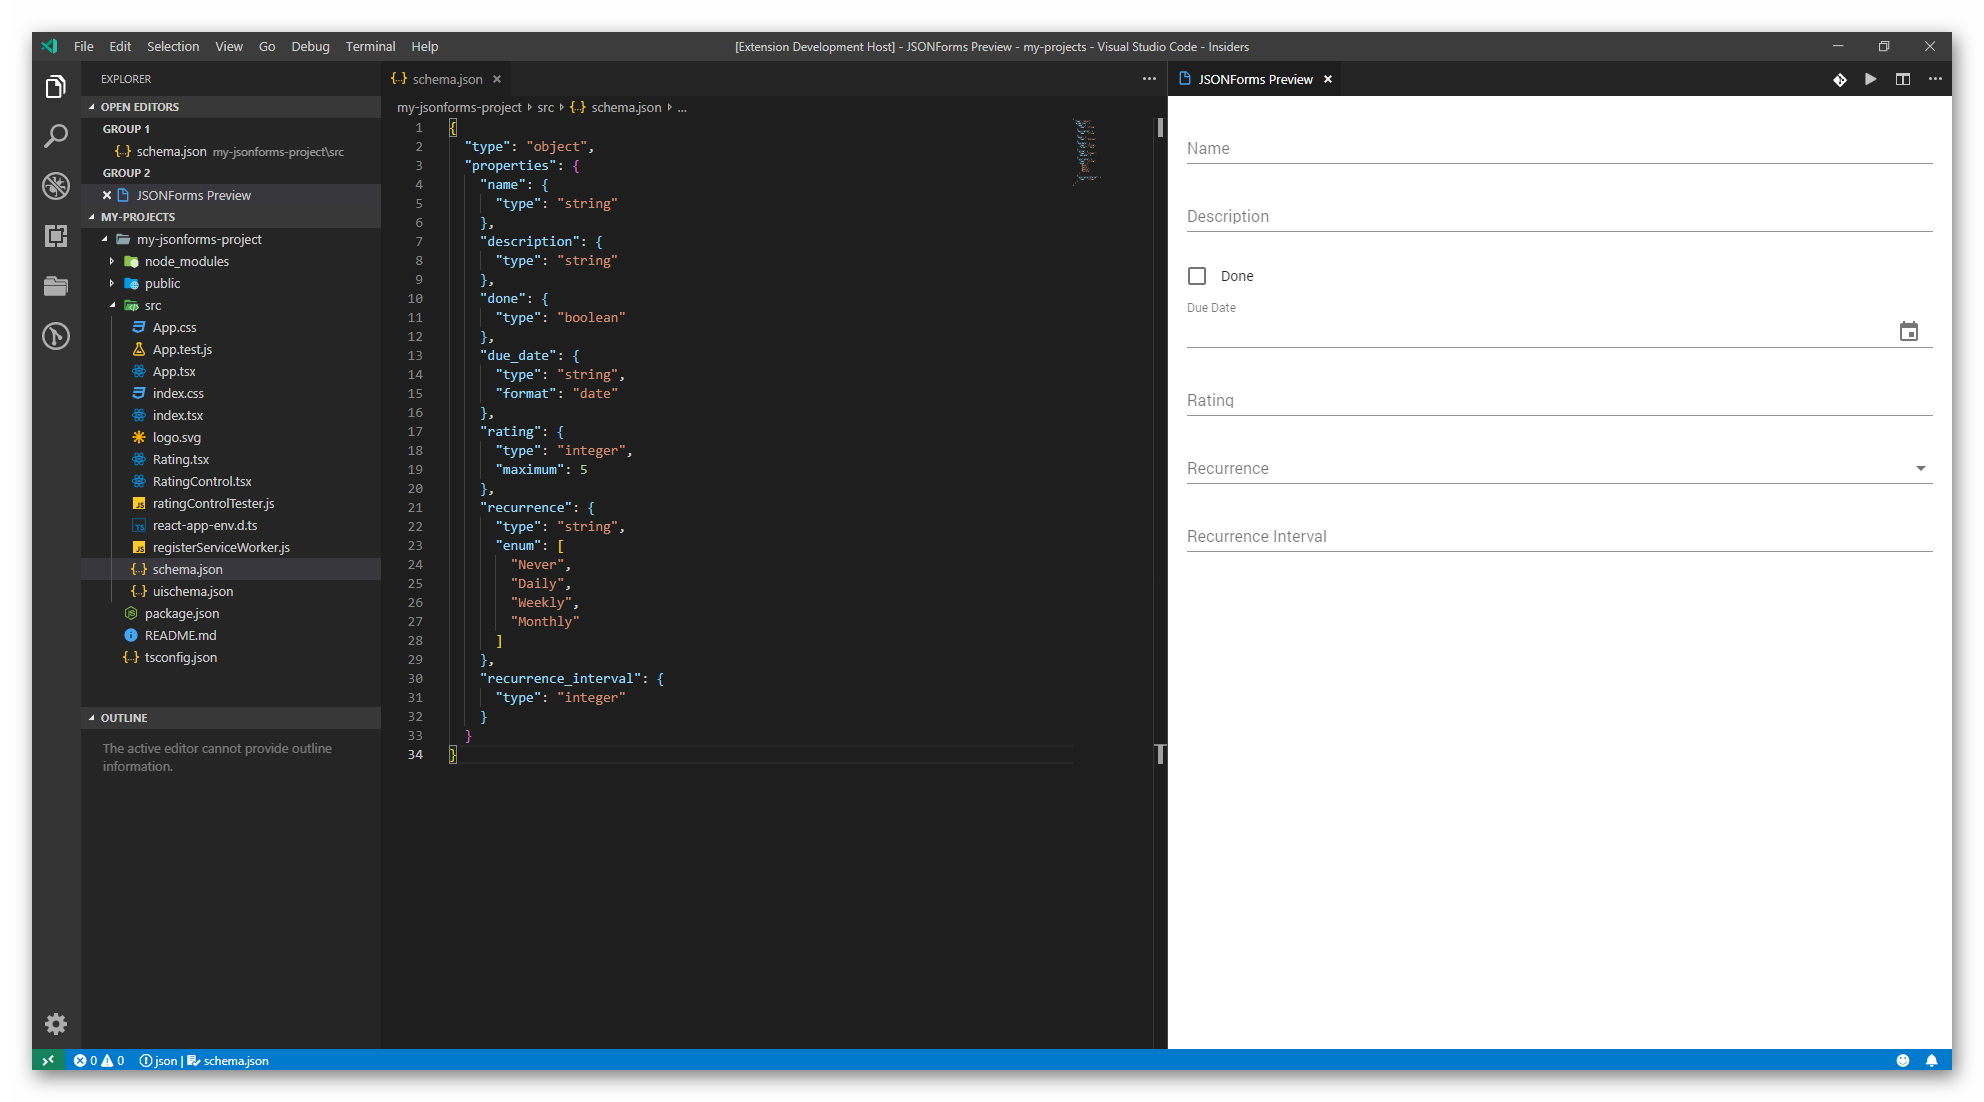 File Edit Selection View Go Debug Terminal Help
[Extension Development Host] - JSONForms Preview - my-projects - Visual Studio Code - Insiders
EXPLORER
OPEN EDITORS
GROUP 1
{..} schema.json my-jsonforms-project\src
GROUP 2
JSONForms Preview
MY-PROJECTS
my-jsonforms-project
node_modules
public
src
App.css
App.test.js
App.tsx
index.css
index.tsx
logo.svg
Rating.tsx
RatingControl.tsx
ratingControlTester.js
react-app-env.d.ts
registerServiceWorker.js
{..} schema.json
{..} uischema.json
package.json
README.md
{..} tsconfig.json
OUTLINE
The active editor cannot provide outline
information.
{..} schema.json
my-jsonforms-project src {..} schema.json ...
1 {
2 "type": "object",
3 "properties": {
4 "name": {
5 "type": "string"
6 },
7 "description": {
8 "type": "string"
9 },
10 "done": {
11 "type": "boolean"
12 },
13 "due_date": {
14 "type": "string",
15 "format": "date"
16 },
17 "rating": {
18 "type": "integer",
19 "maximum": 5
20 },
21 "recurrence": {
22 "type": "string",
23 "enum": [
24 "Never",
25 "Daily",
26 "Weekly",
27 "Monthly"
28 ]
29 },
30 "recurrence_interval": {
31 "type": "integer"
32 }
33 }
34 }
JSONForms Preview
Name
Description
Done
Due Date
Rating
Recurrence
Recurrence Interval
0 0 json | schema.json